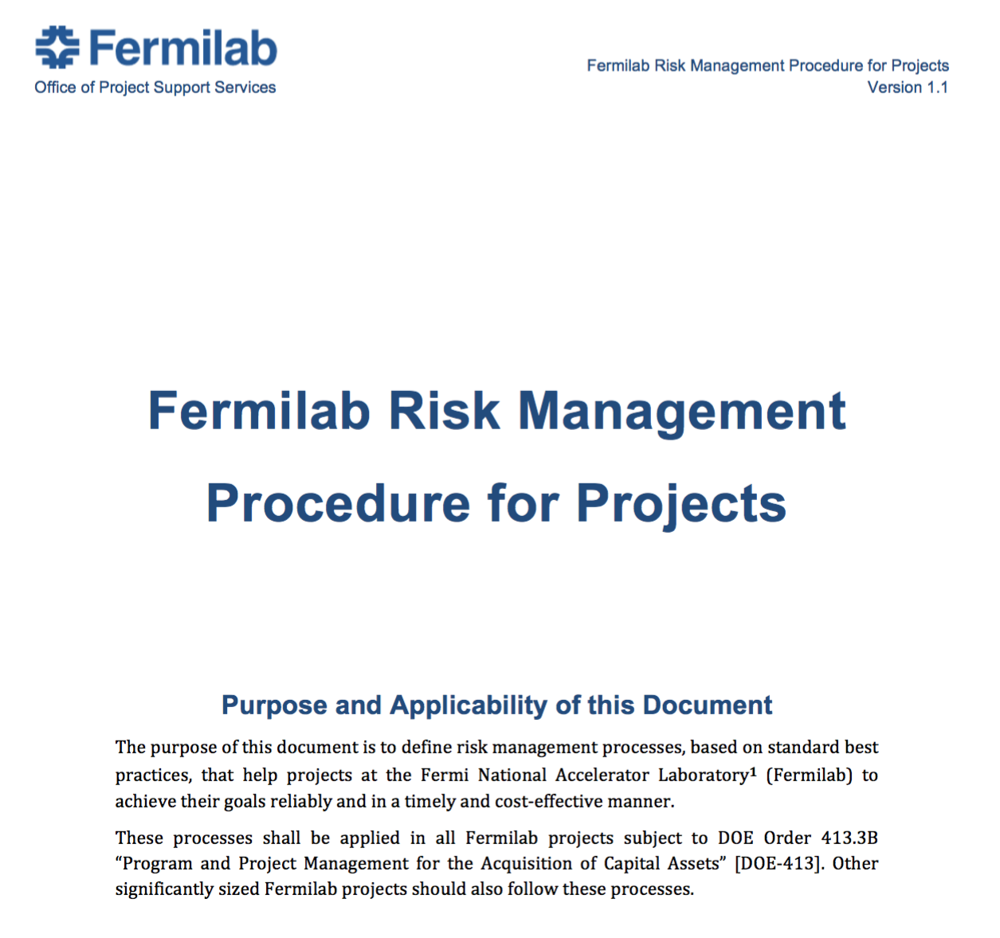 Fermilab
Office of Project Support Services
Fermilab Risk Management Procedure for Projects
Version 1.1
Fermilab Risk Management
Procedure for Projects
Purpose and Applicability of this Document
The purpose of this document is to define risk management processes, based on standard best
practices, that help projects at the Fermi National Accelerator Laboratory¹ (Fermilab) to
achieve their goals reliably and in a timely and cost-effective manner.
These processes shall be applied in all Fermilab projects subject to DOE Order 413.3B
“Program and Project Management for the Acquisition of Capital Assets” [DOE-413]. Other
significantly sized Fermilab projects should also follow these processes.